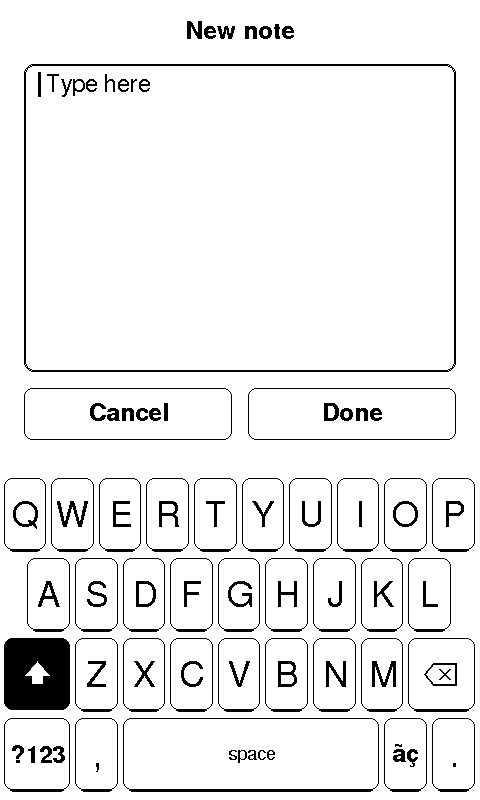 New note
Type here
Cancel Done
Q W E R T Y U I O P
A S D F G H J K L
Z X C V B N M
?123 , space ãç .